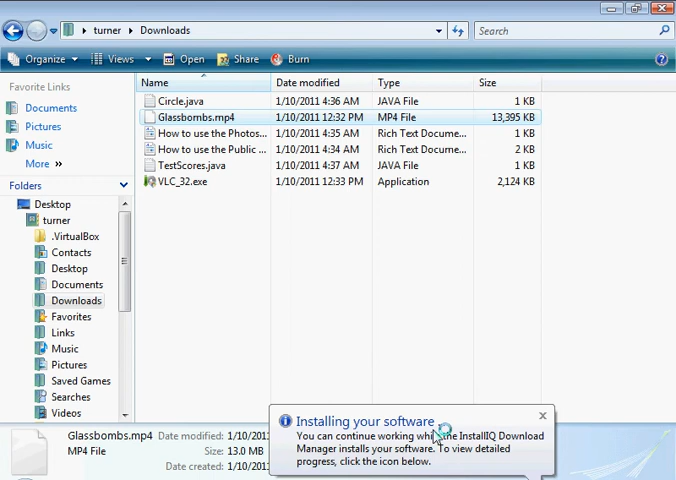 turner ▸ Downloads
Search
Organize Views Open Share Burn
Favorite Links
Documents
Pictures
Music
More »
Folders
Desktop
turner
.VirtualBox
Contacts
Desktop
Documents
Downloads
Favorites
Links
Music
Pictures
Saved Games
Searches
Videos
Name Date modified Type Size
Circle.java 1/10/2011 4:36 AM JAVA File 1 KB
Glassbombs.mp4 1/10/2011 12:32 PM MP4 File 13,395 KB
How to use the Photos... 1/10/2011 4:35 AM Rich Text Docume... 1 KB
How to use the Public ... 1/10/2011 4:34 AM Rich Text Docume... 2 KB
TestScores.java 1/10/2011 4:37 AM JAVA File 1 KB
VLC_32.exe 1/10/2011 12:33 PM Application 2,124 KB
Installing your software
You can continue working the InstallIQ Download
Manager installs your software. To view detailed
progress, click the icon below.
Glassbombs.mp4 Date modified: 1/10/2011
MP4 File Size: 13.0 MB
Date created: 1/10/201